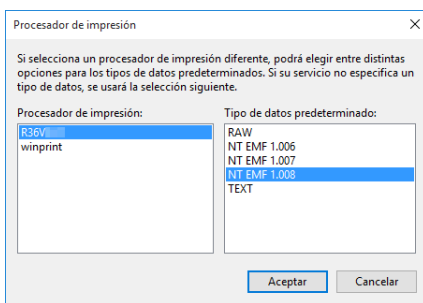 Procesador de impresión
Si selecciona un procesador de impresión diferente, podrá elegir entre distintas
opciones para los tipos de datos predeterminados. Si su servicio no especifica un
tipo de datos, se usará la selección siguiente.
Procesador de impresión:
R36V
winprint
Tipo de datos predeterminado:
RAW
NT EMF 1.006
NT EMF 1.007
NT EMF 1.008
TEXT
Aceptar
Cancelar